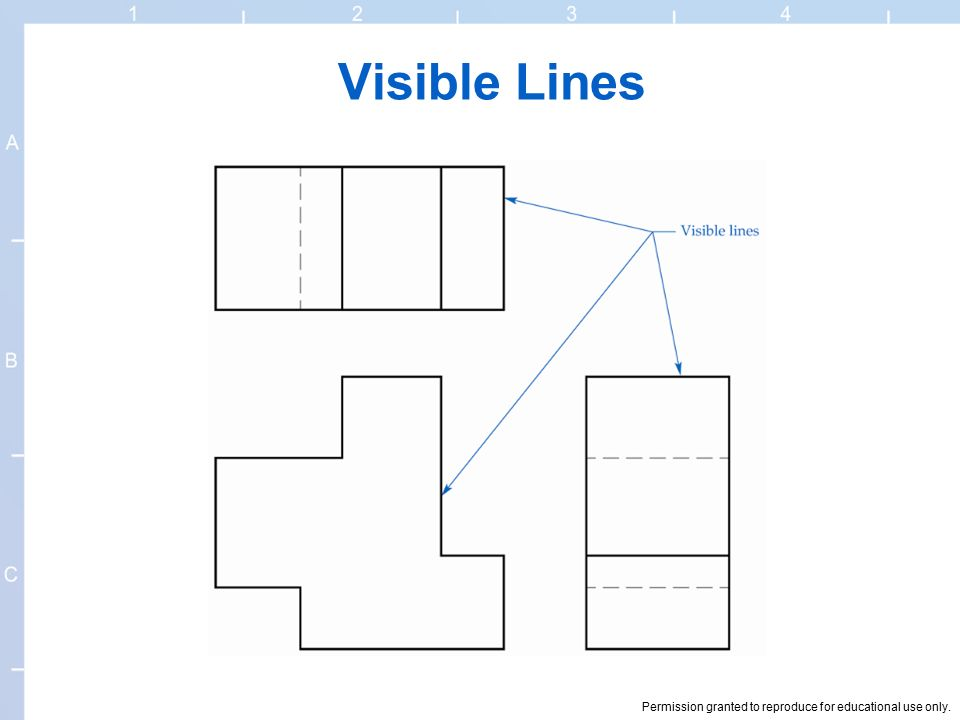 1 2 3 4
Visible Lines
A
Visible lines
B
C
Permission granted to reproduce for educational use only.